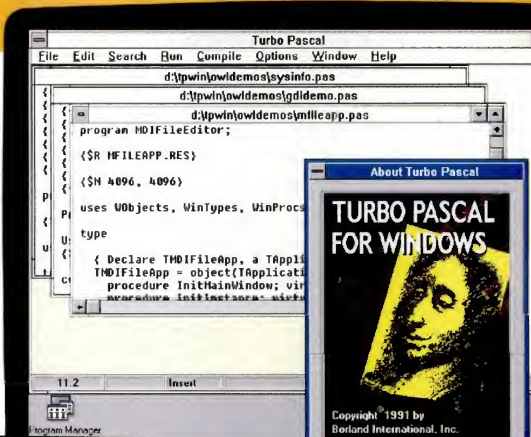 Turbo Pascal
File Edit Search Run Compile Options Window Help
d:\tpwin\owldemos\sysinfo.pas
d:\tpwin\owldemos\gdidemo.pas
d:\tpwin\owldemos\mfileapp.pas
program MDIFileEditor;
{$R MFILEAPP.RES}
{$M 4096, 4096}
uses WObjects, WinTypes, WinProcs
type
{ Declare TMDIFileApp, a TAppli
TMDIFileApp = object(TApplicati
procedure InitMainWindow; vir
procedure InitInstance; virtu
11.2 Insert
Program Manager
About Turbo Pascal
TURBO PASCAL
FOR WINDOWS
Copyright 1991 by
Borland International, Inc.